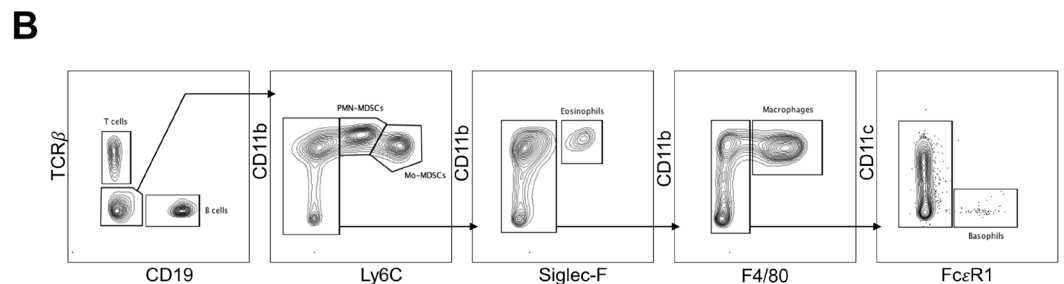 B
TCRβ
T cells
B cells
CD19
CD11b
PMN-MDSCs
Mo-MDSCs
Ly6C
CD11b
Eosinophils
Siglec-F
CD11b
Macrophages
F4/80
CD11c
Basophils
FcεR1